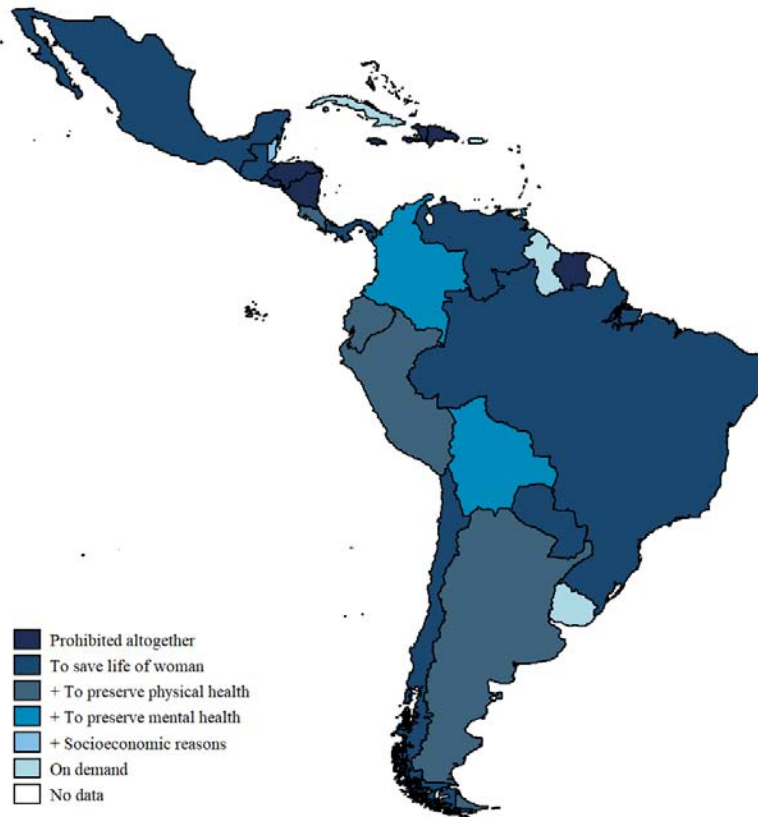 Prohibited altogether
To save life of woman
+ To preserve physical health
+ To preserve mental health
+ Socioeconomic reasons
On demand
No data